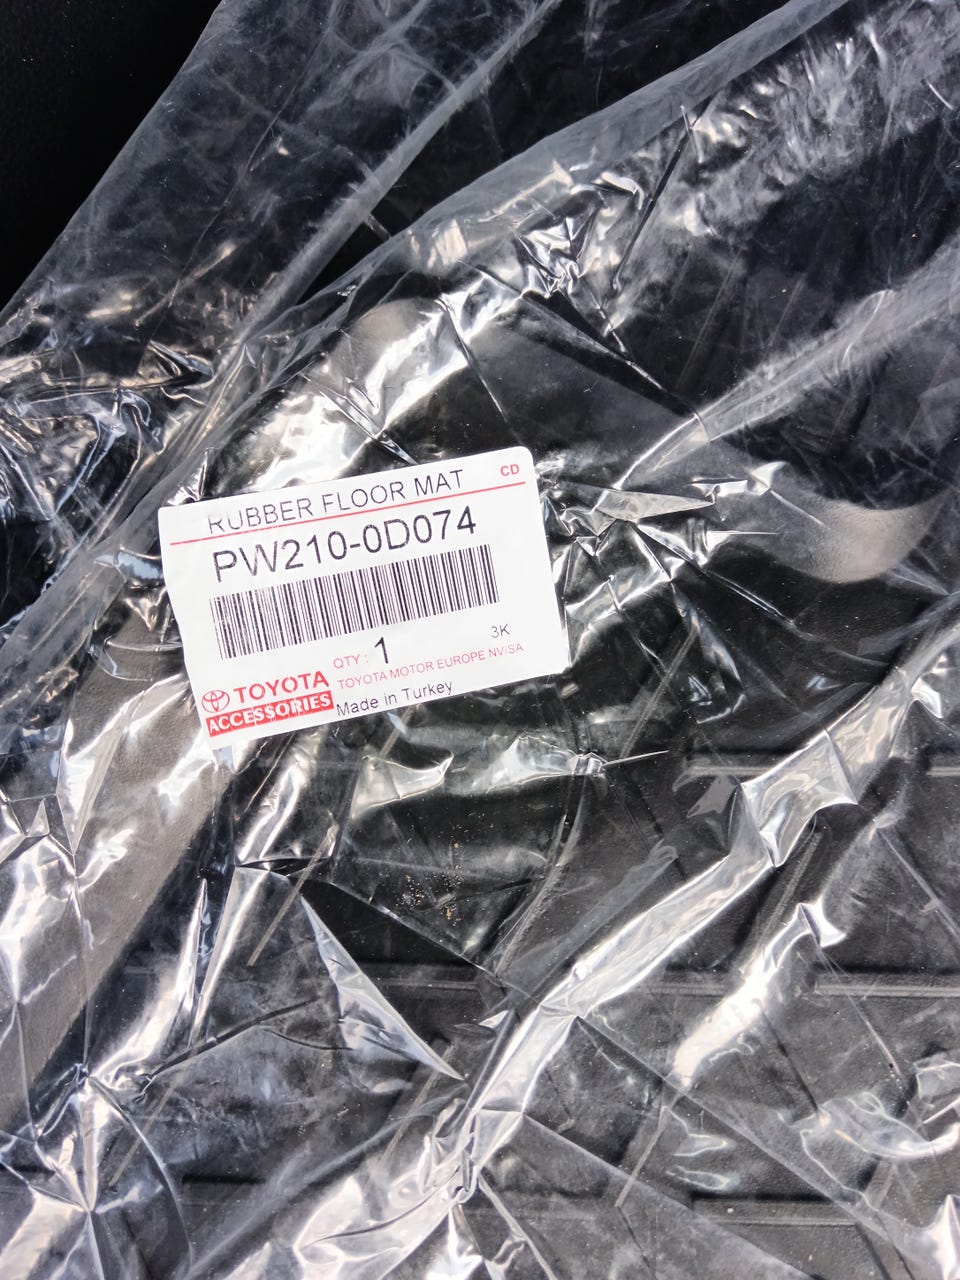 RUBBER FLOOR MAT CD
PW210-0D074
QTY : 1 3K
TOYOTA MOTOR EUROPE NV/SA
TOYOTA
ACCESSORIES
Made in Turkey